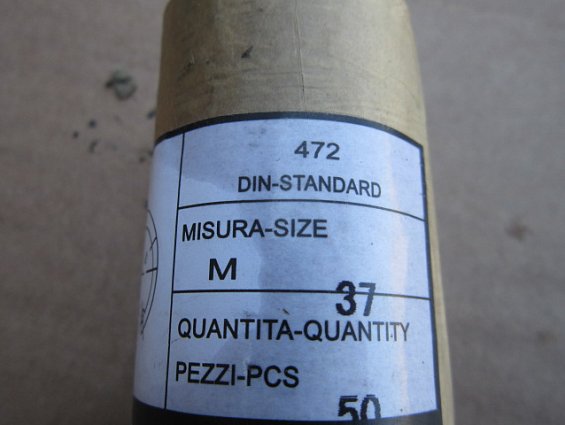 472
DIN-STANDARD
MISURA-SIZE
M
37
QUANTITA-QUANTITY
PEZZI-PCS
50